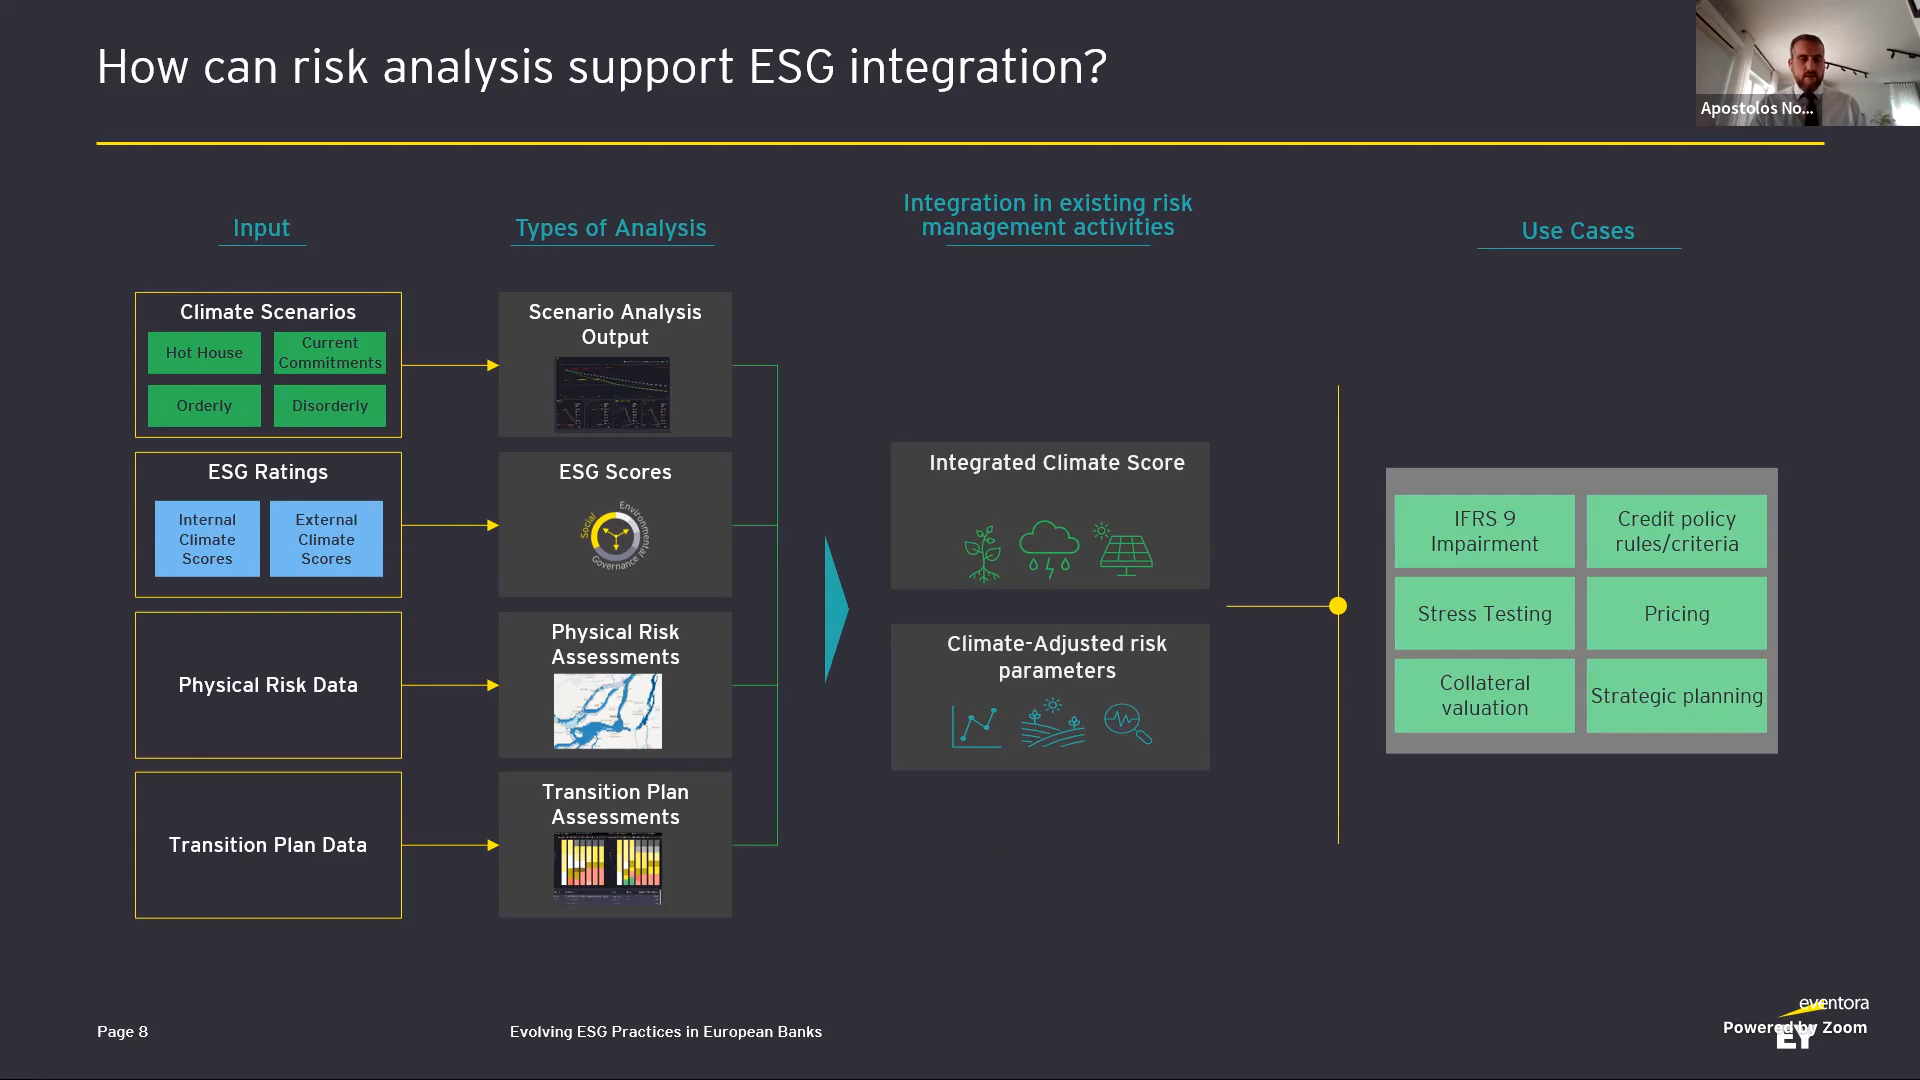 How can risk analysis support ESG integration?
Apostolos No...
Input
Types of Analysis
Integration in existing risk
management activities
Use Cases
Climate Scenarios
Hot House
Current
Commitments
Orderly
Disorderly
Scenario Analysis
Output
ESG Ratings
Internal
Climate
Scores
External
Climate
Scores
ESG Scores
Social
Environmental
Governance
Physical Risk Data
Physical Risk
Assessments
Transition Plan Data
Transition Plan
Assessments
Integrated Climate Score
Climate-Adjusted risk
parameters
IFRS 9
Impairment
Credit policy
rules/criteria
Stress Testing
Pricing
Collateral
valuation
Strategic planning
Page 8
Evolving ESG Practices in European Banks
eventora
Powered by Zoom
EY